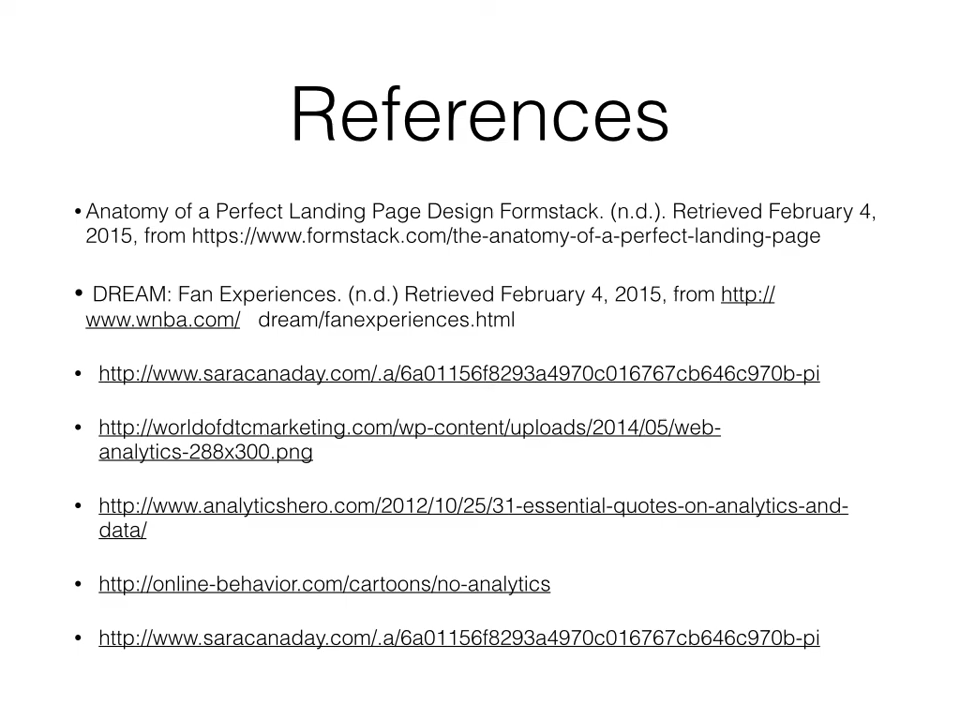 References
• Anatomy of a Perfect Landing Page Design Formstack. (n.d.). Retrieved February 4,
2015, from https://www.formstack.com/the-anatomy-of-a-perfect-landing-page
• DREAM: Fan Experiences. (n.d.) Retrieved February 4, 2015, from http://
www.wnba.com/ dream/fanexperiences.html
• http://www.saracanaday.com/.a/6a01156f8293a4970c016767cb646c970b-pi
• http://worldofdtcmarketing.com/wp-content/uploads/2014/05/web-
analytics-288x300.png
• http://www.analyticshero.com/2012/10/25/31-essential-quotes-on-analytics-and-
data/
• http://online-behavior.com/cartoons/no-analytics
• http://www.saracanaday.com/.a/6a01156f8293a4970c016767cb646c970b-pi